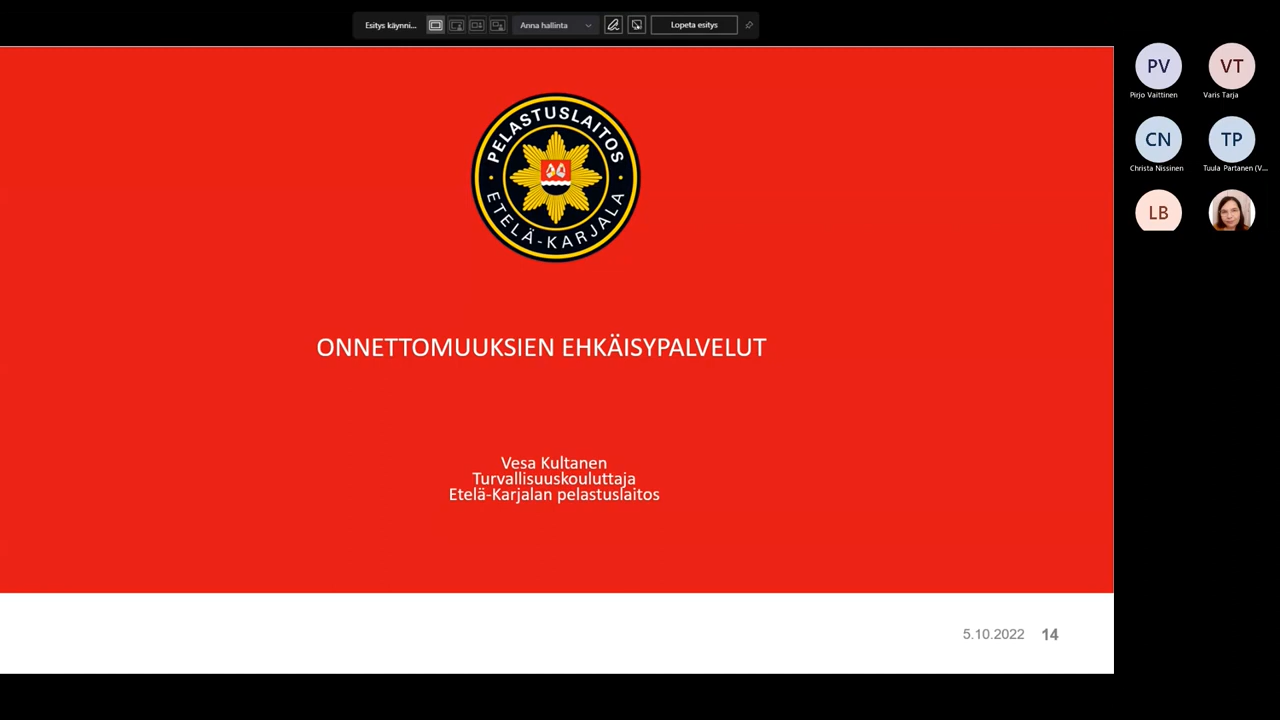 Esitys käynni...
Anna hallinta
Lopeta esitys
PELASTUSLAITOS
ETELÄ-KARJALA
ONNETTOMUUKSIEN EHKÄISYPALVELUT
Vesa Kultanen
Turvallisuuskouluttaja
Etelä-Karjalan pelastuslaitos
5.10.2022 14
PV VT
Pirjo Vaittinen Varis Tarja
CN TP
Christa Nissinen Tuula Partanen (V...
LB